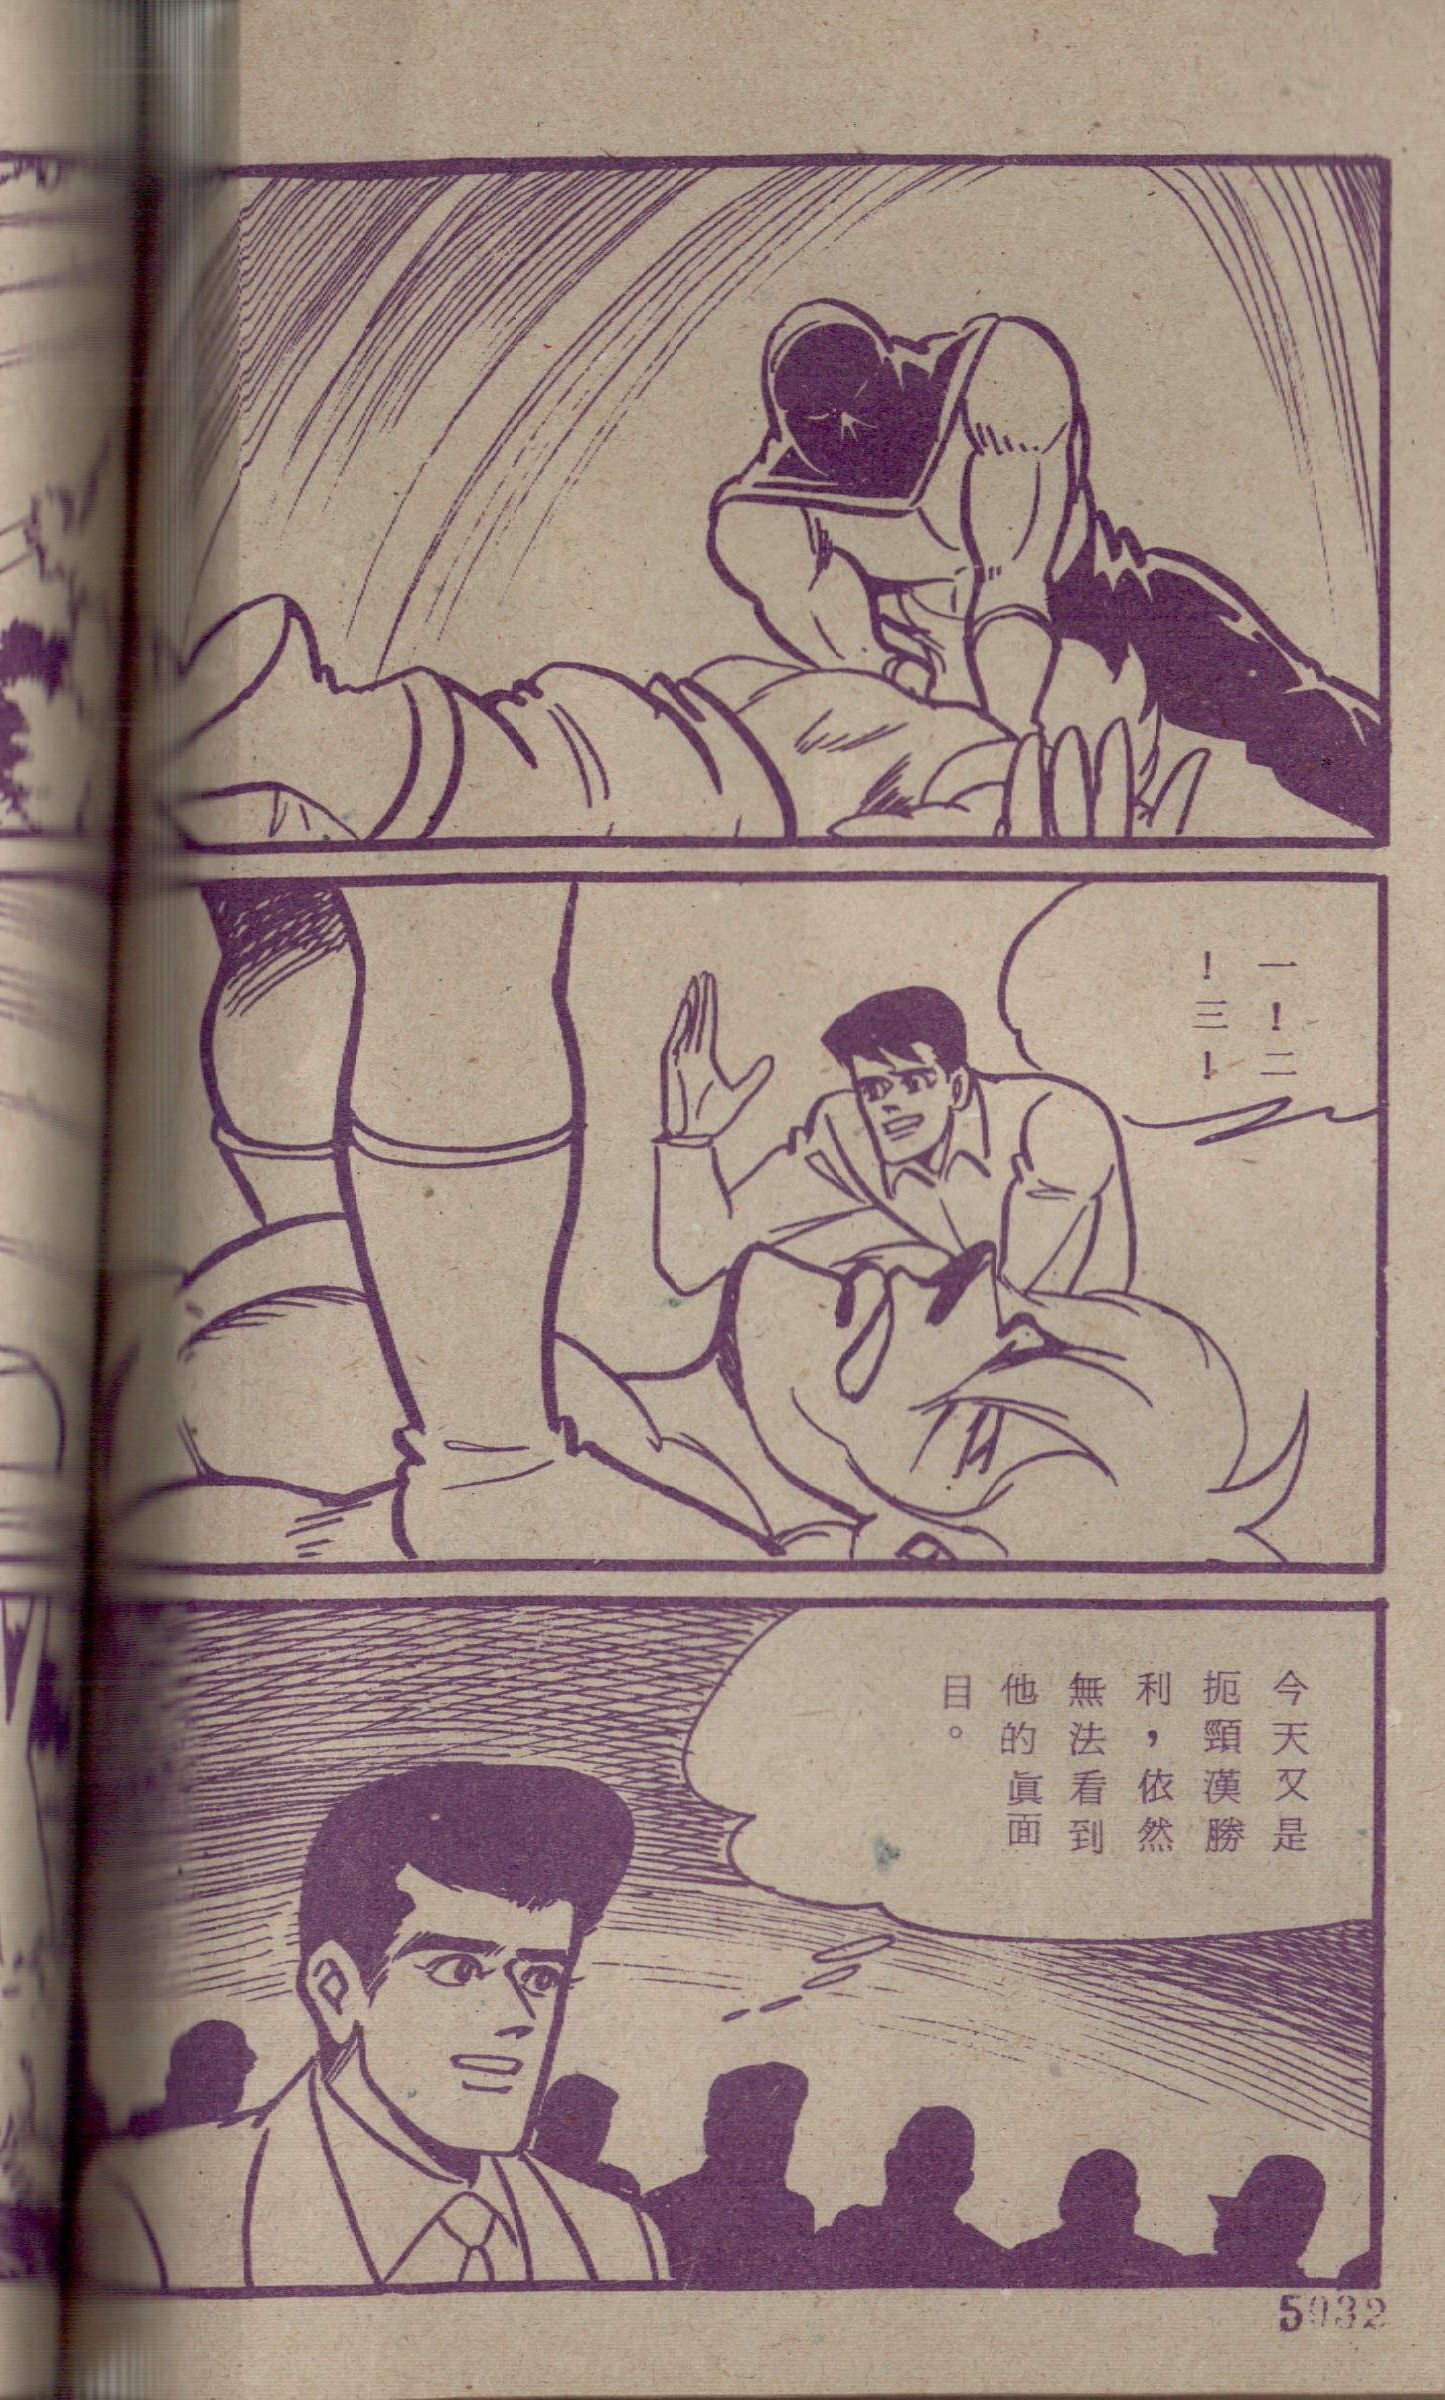 一！二
！三！
今天又是
扼頸漢勝
利，依然
無法看到
他的眞面
目。
5932